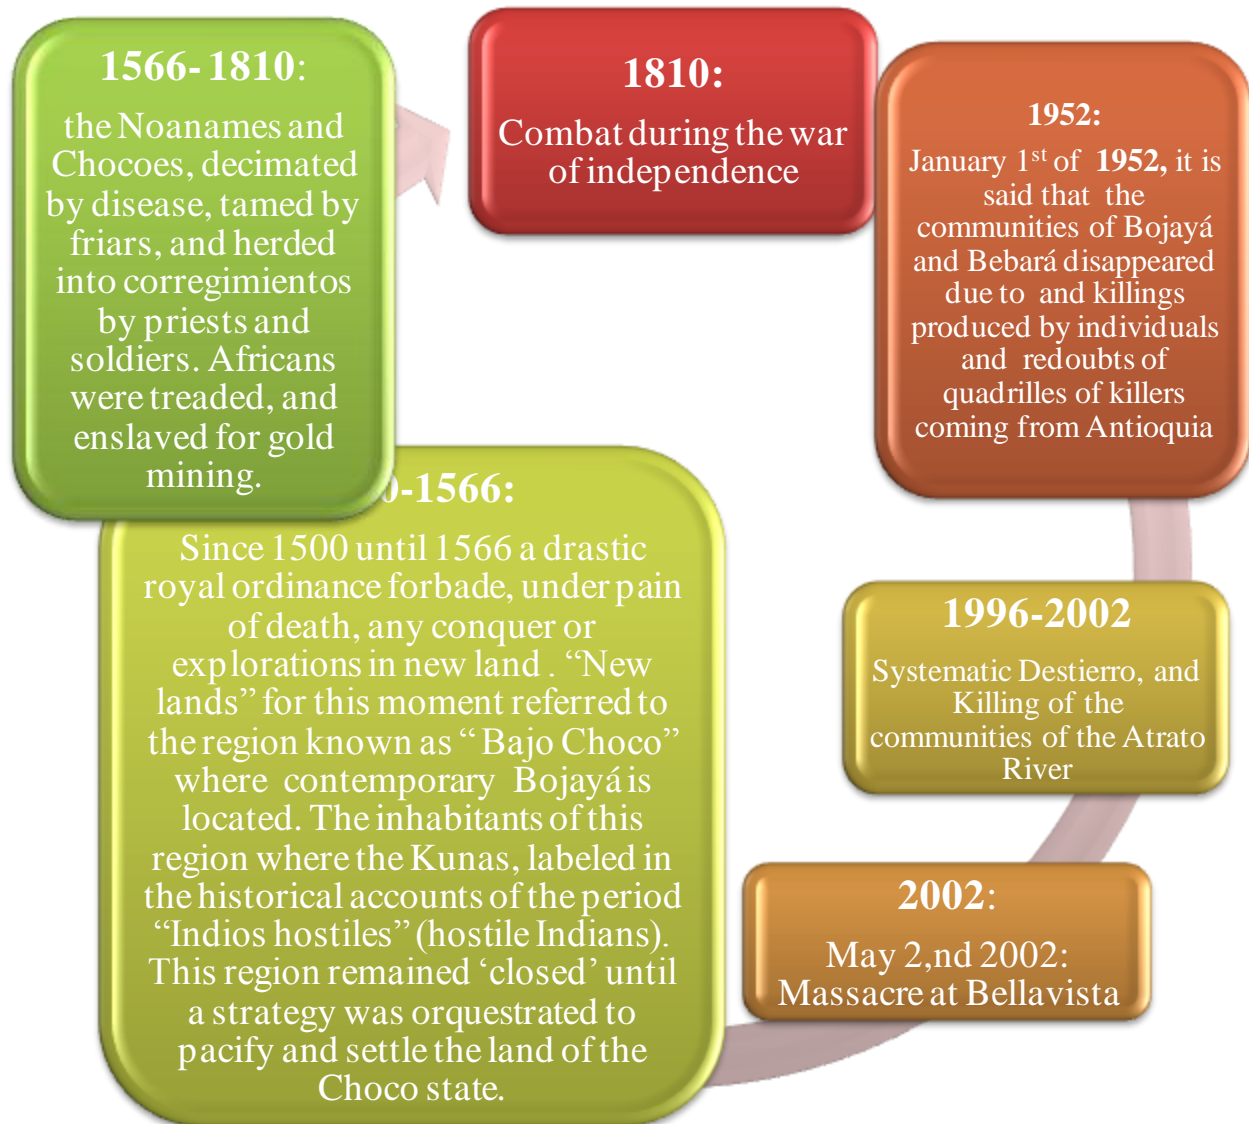 1566-1810:
the Noanames and
Chocoes, decimated
by disease, tamed by
friars, and herded
into corregimientos
by priests and
soldiers. Africans
were treaded, and
enslaved for gold
mining.
1810:
Combat during the war
of independence
1952:
January 1st of 1952, it is
said that the
communities of Bojayá
and Bebará disappeared
due to and killings
produced by individuals
and redoubts of
quadrilles of killers
coming from Antioquia
1996-2002
Systematic Destierro, and
Killing of the
communities of the Atrato
River
2002:
May 2,nd 2002:
Massacre at Bellavista
0-1566:
Since 1500 until 1566 a drastic
royal ordinance forbade, under pain
of death, any conquer or
explorations in new land . “New
lands” for this moment referred to
the region known as “ Bajo Choco”
where contemporary Bojayá is
located. The inhabitants of this
region where the Kunas, labeled in
the historical accounts of the period
“Indios hostiles” (hostile Indians).
This region remained ‘closed’ until
a strategy was orquestrated to
pacify and settle the land of the
Choco state.